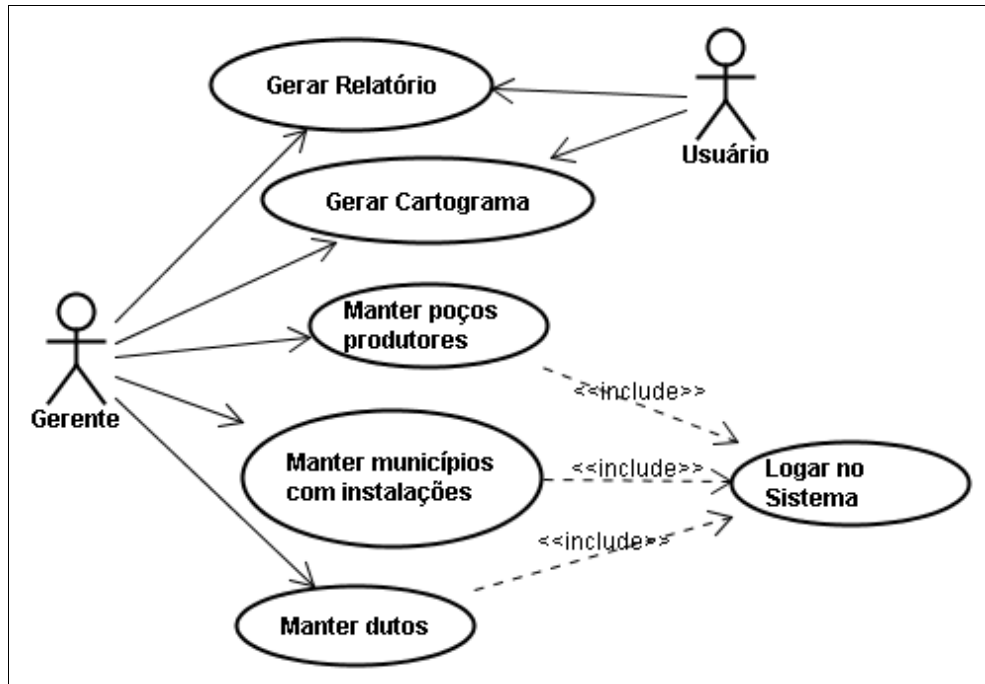 Gerar Relatório
Usuário
Gerar Cartograma
Manter poços
produtores
Gerente
<<include>>
Manter municípios
com instalações
<<include>>
Logar no
Sistema
<<include>>
Manter dutos